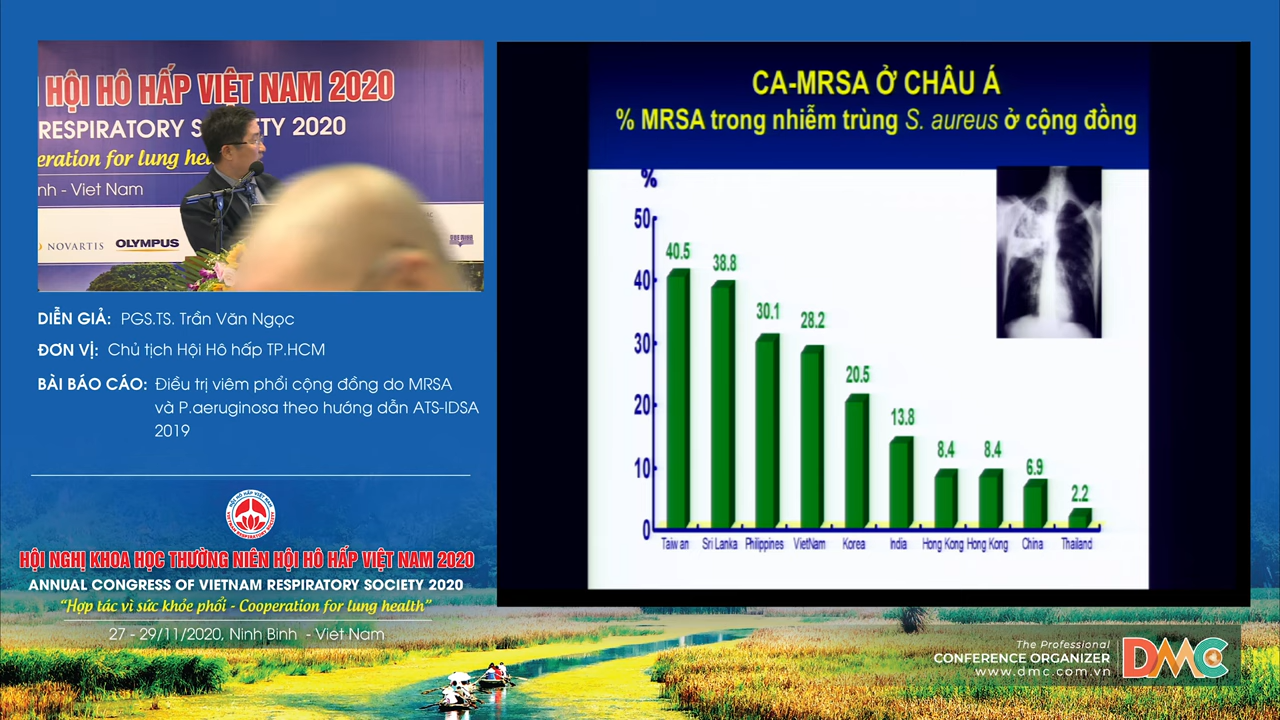 HỘI HÔ HẤP VIỆT NAM 2020
RESPIRATORY S TY 2020
eration for lung
nh - Viet Nam
NOVARTIS
OLYMPUS
DIỄN GIẢ: PGS.TS. Trần Văn Ngọc
ĐƠN VỊ: Chủ tịch Hội Hô hấp TP.HCM
BÀI BÁO CÁO: Điều trị viêm phổi cộng đồng do MRSA
và P.aeruginosa theo hướng dẫn ATS-IDSA
2019
HỘI NGHỊ KHOA HỌC THƯỜNG NIÊN HỘI HÔ HẤP VIỆT NAM 2020
ANNUAL CONGRESS OF VIETNAM RESPIRATORY SOCIETY 2020
"Hợp tác vì sức khỏe phổi - Cooperation for lung health"
27 - 29/11/2020, Ninh Binh - Viet Nam
CA-MRSA Ở CHÂU Á
% MRSA trong nhiễm trùng S. aureus ở cộng đồng
%
50
40
30
20
10
0
40.5
38.8
30.1
28.2
20.5
13.8
8.4
8.4
6.9
2.2
Taiw an Sri Lanka Philippines VietNam Korea India Hong Kong Hong Kong China Thailand
The Professional
CONFERENCE ORGANIZER
www.dmc.com.vn
DMC